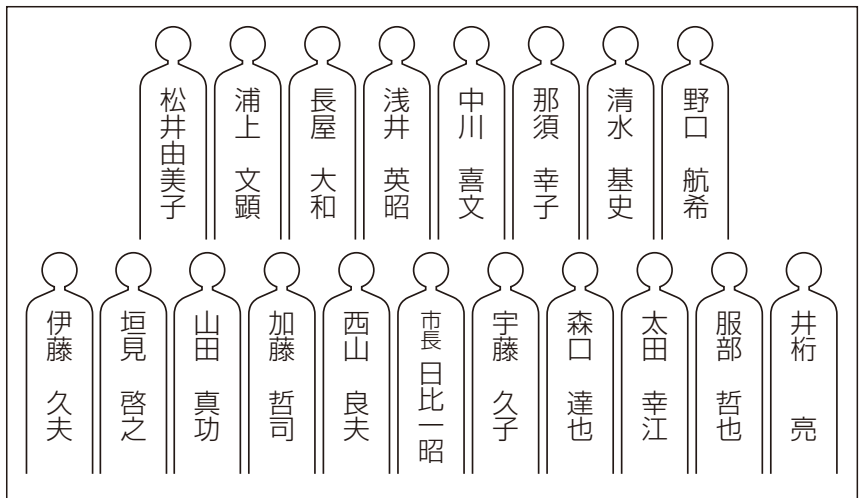 松井由美子
浦上 文顕
長屋 大和
浅井 英昭
中川 喜文
那須 幸子
清水 基史
野口 航希
伊藤 久夫
垣見 啓之
山田 真功
加藤 哲司
西山 良夫
市長 日比一昭
宇藤 久子
森口 達也
太田 幸江
服部 哲也
井桁 亮